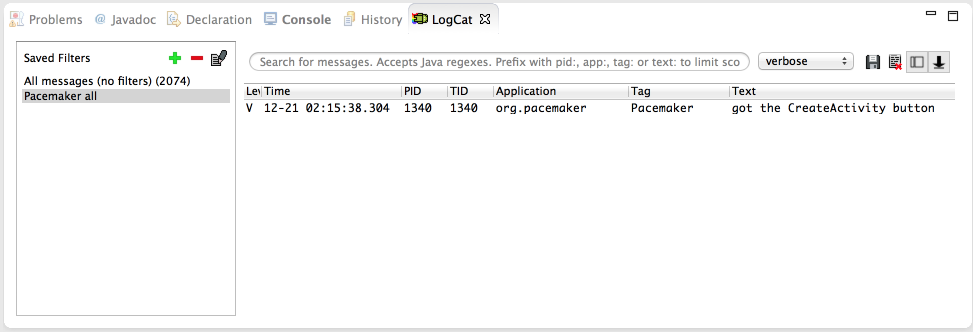 Problems @ Javadoc Declaration Console History LogCat
Saved Filters
All messages (no filters) (2074)
Pacemaker all
Search for messages. Accepts Java regexes. Prefix with pid:, app:, tag: or text: to limit sco
verbose
Lev Time PID TID Application Tag Text
V 12-21 02:15:38.304 1340 1340 org.pacemaker Pacemaker got the CreateActivity button